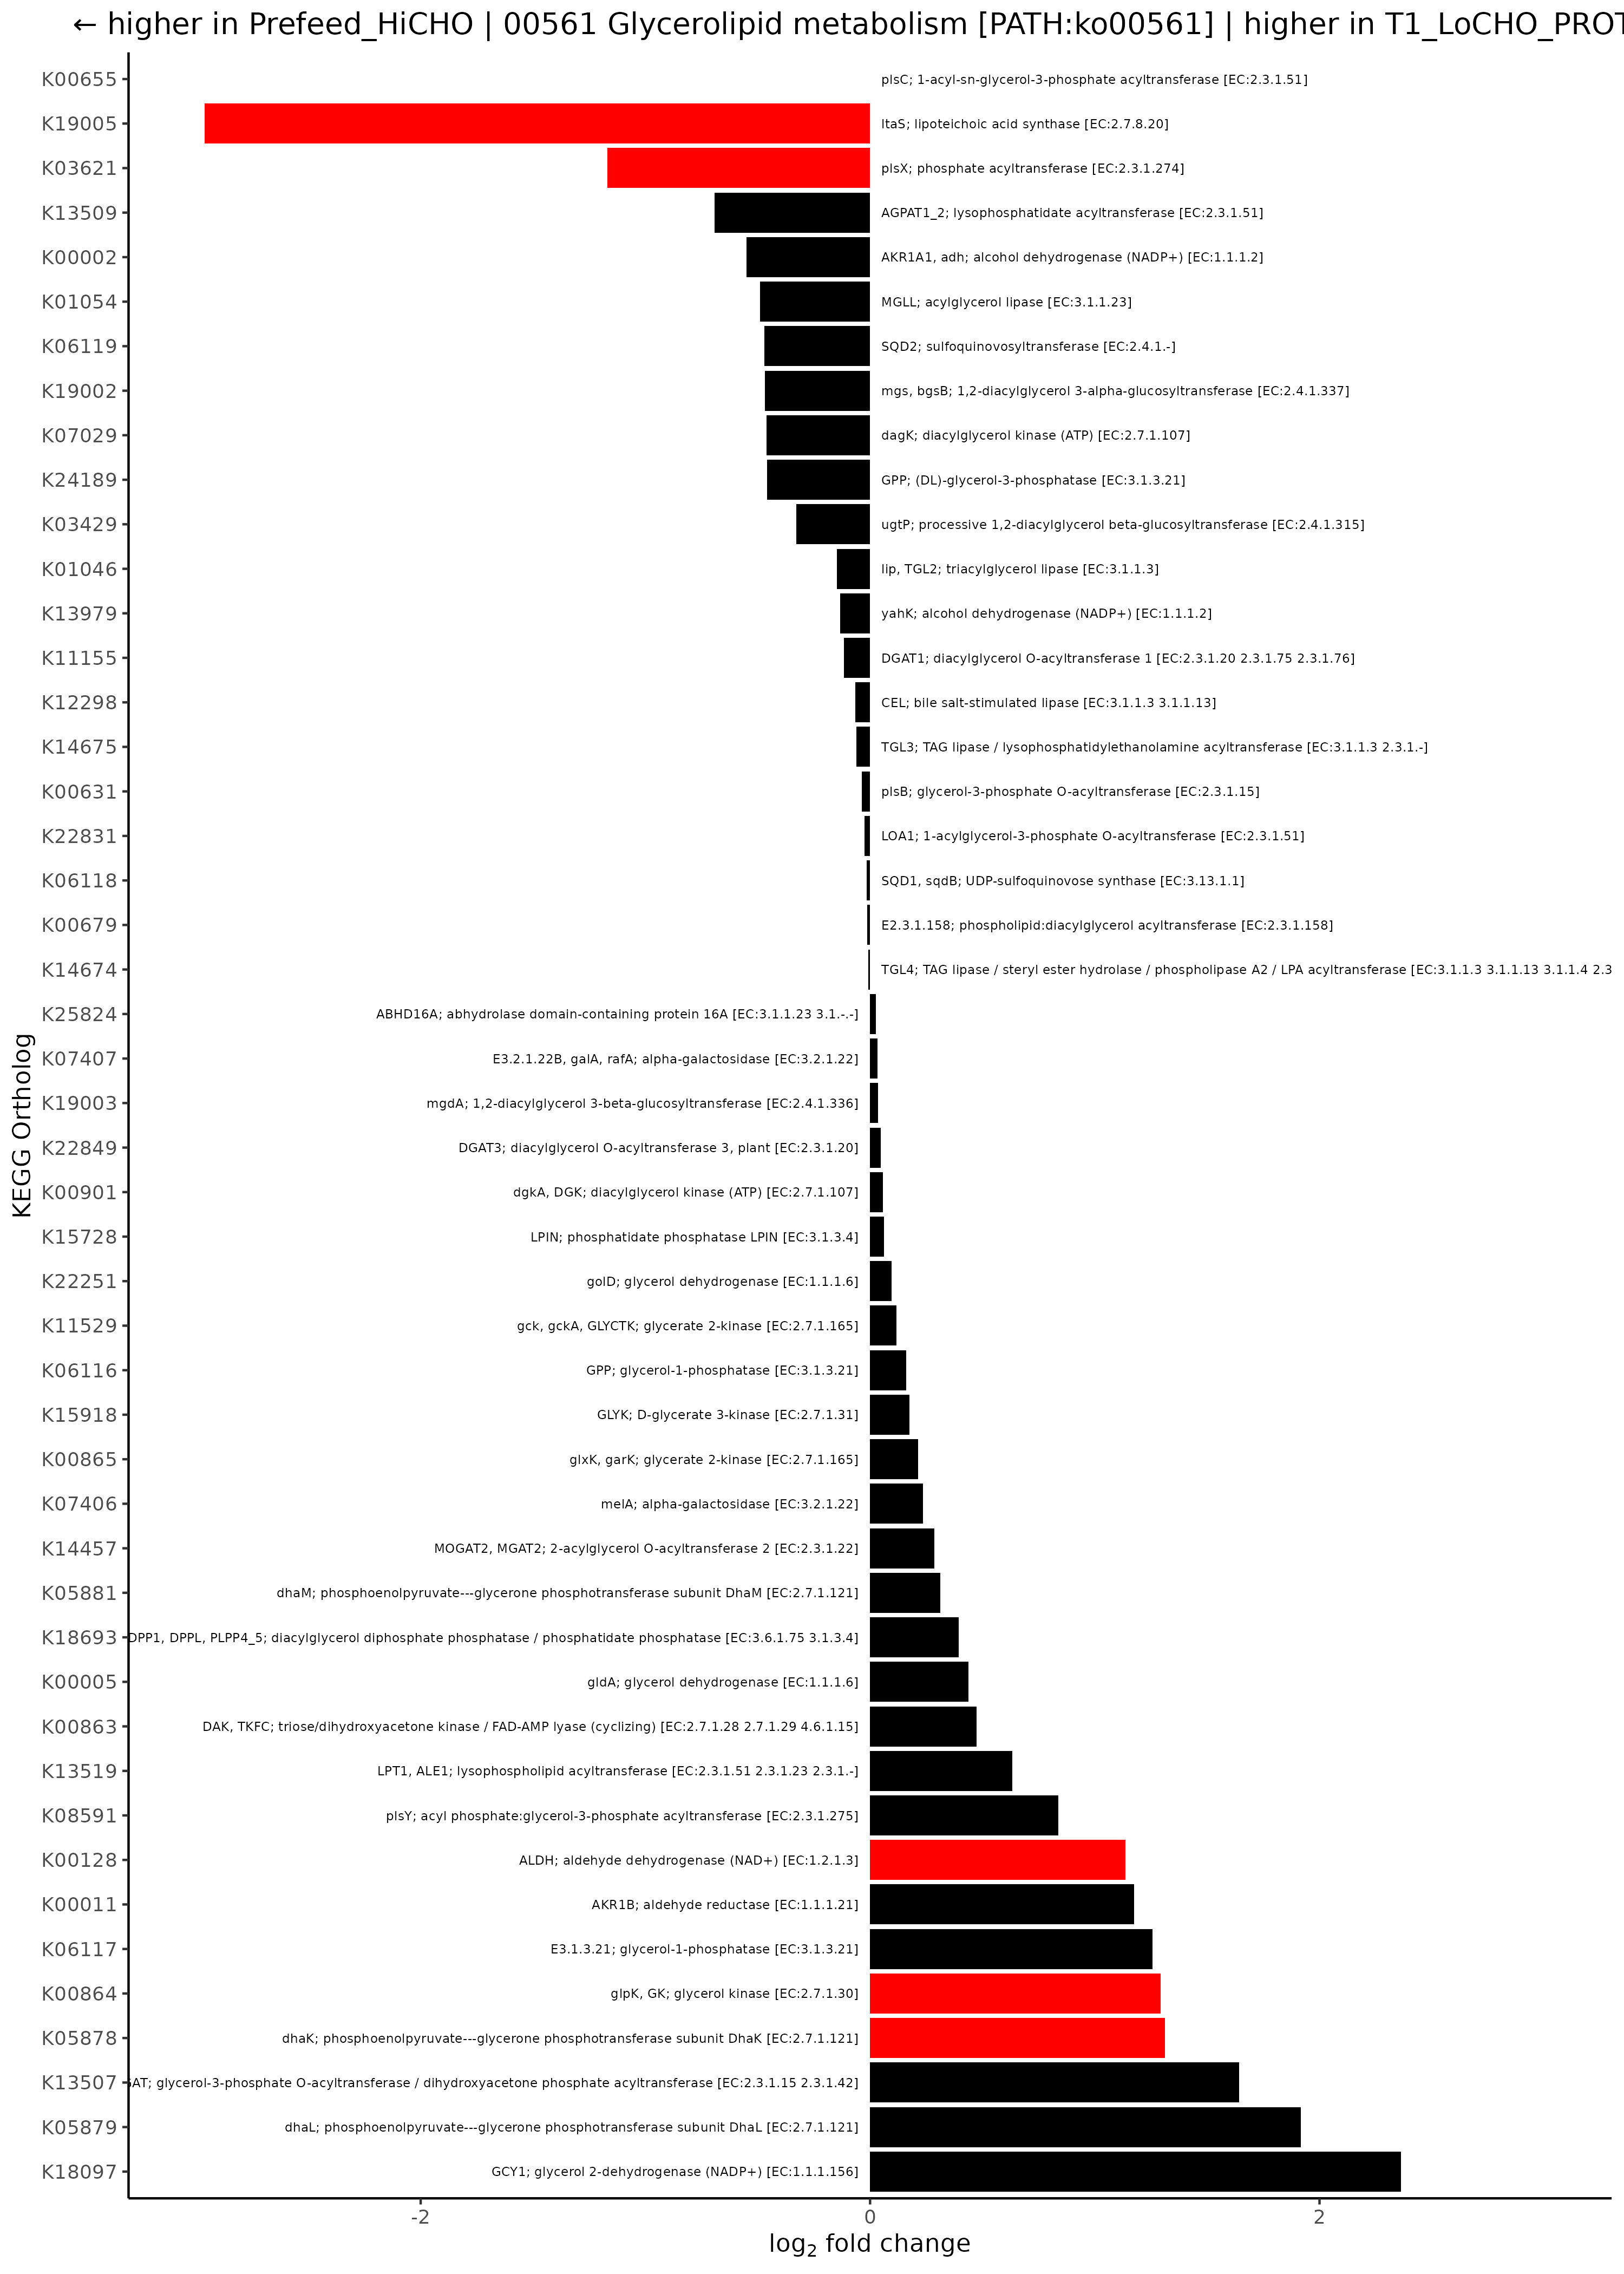 ← higher in Prefeed_HiCHO | 00561 Glycerolipid metabolism [PATH:ko00561] | higher in T1_LoCHO_PROT
K00655 plsC; 1-acyl-sn-glycerol-3-phosphate acyltransferase [EC:2.3.1.51]
K19005 ltaS; lipoteichoic acid synthase [EC:2.7.8.20]
K03621 plsX; phosphate acyltransferase [EC:2.3.1.274]
K13509 AGPAT1_2; lysophosphatidate acyltransferase [EC:2.3.1.51]
K00002 AKR1A1, adh; alcohol dehydrogenase (NADP+) [EC:1.1.1.2]
K01054 MGLL; acylglycerol lipase [EC:3.1.1.23]
K06119 SQD2; sulfoquinovosyltransferase [EC:2.4.1.-]
K19002 mgs, bgsB; 1,2-diacylglycerol 3-alpha-glucosyltransferase [EC:2.4.1.337]
K07029 dagK; diacylglycerol kinase (ATP) [EC:2.7.1.107]
K24189 GPP; (DL)-glycerol-3-phosphatase [EC:3.1.3.21]
K03429 ugtP; processive 1,2-diacylglycerol beta-glucosyltransferase [EC:2.4.1.315]
K01046 lip, TGL2; triacylglycerol lipase [EC:3.1.1.3]
K13979 yahK; alcohol dehydrogenase (NADP+) [EC:1.1.1.2]
K11155 DGAT1; diacylglycerol O-acyltransferase 1 [EC:2.3.1.20 2.3.1.75 2.3.1.76]
K12298 CEL; bile salt-stimulated lipase [EC:3.1.1.3 3.1.1.13]
K14675 TGL3; TAG lipase / lysophosphatidylethanolamine acyltransferase [EC:3.1.1.3 2.3.1.-]
K00631 plsB; glycerol-3-phosphate O-acyltransferase [EC:2.3.1.15]
K22831 LOA1; 1-acylglycerol-3-phosphate O-acyltransferase [EC:2.3.1.51]
K06118 SQD1, sqdB; UDP-sulfoquinovose synthase [EC:3.13.1.1]
K00679 E2.3.1.158; phospholipid:diacylglycerol acyltransferase [EC:2.3.1.158]
K14674 TGL4; TAG lipase / steryl ester hydrolase / phospholipase A2 / LPA acyltransferase [EC:3.1.1.3 3.1.1.13 3.1.1.4 2.3
K25824 ABHD16A; abhydrolase domain-containing protein 16A [EC:3.1.1.23 3.1.-.-]
K07407 E3.2.1.22B, galA, rafA; alpha-galactosidase [EC:3.2.1.22]
K19003 mgdA; 1,2-diacylglycerol 3-beta-glucosyltransferase [EC:2.4.1.336]
K22849 DGAT3; diacylglycerol O-acyltransferase 3, plant [EC:2.3.1.20]
K00901 dgkA, DGK; diacylglycerol kinase (ATP) [EC:2.7.1.107]
K15728 LPIN; phosphatidate phosphatase LPIN [EC:3.1.3.4]
K22251 golD; glycerol dehydrogenase [EC:1.1.1.6]
K11529 gck, gckA, GLYCTK; glycerate 2-kinase [EC:2.7.1.165]
K06116 GPP; glycerol-1-phosphatase [EC:3.1.3.21]
K15918 GLYK; D-glycerate 3-kinase [EC:2.7.1.31]
K00865 glxK, garK; glycerate 2-kinase [EC:2.7.1.165]
K07406 melA; alpha-galactosidase [EC:3.2.1.22]
K14457 MOGAT2, MGAT2; 2-acylglycerol O-acyltransferase 2 [EC:2.3.1.22]
K05881 dhaM; phosphoenolpyruvate---glycerone phosphotransferase subunit DhaM [EC:2.7.1.121]
K18693 DPP1, DPPL, PLPP4_5; diacylglycerol diphosphate phosphatase / phosphatidate phosphatase [EC:3.6.1.75 3.1.3.4]
K00005 gldA; glycerol dehydrogenase [EC:1.1.1.6]
K00863 DAK, TKFC; triose/dihydroxyacetone kinase / FAD-AMP lyase (cyclizing) [EC:2.7.1.28 2.7.1.29 4.6.1.15]
K13519 LPT1, ALE1; lysophospholipid acyltransferase [EC:2.3.1.51 2.3.1.23 2.3.1.-]
K08591 plsY; acyl phosphate:glycerol-3-phosphate acyltransferase [EC:2.3.1.275]
K00128 ALDH; aldehyde dehydrogenase (NAD+) [EC:1.2.1.3]
K00011 AKR1B; aldehyde reductase [EC:1.1.1.21]
K06117 E3.1.3.21; glycerol-1-phosphatase [EC:3.1.3.21]
K00864 glpK, GK; glycerol kinase [EC:2.7.1.30]
K05878 dhaK; phosphoenolpyruvate---glycerone phosphotransferase subunit DhaK [EC:2.7.1.121]
K13507 AT; glycerol-3-phosphate O-acyltransferase / dihydroxyacetone phosphate acyltransferase [EC:2.3.1.15 2.3.1.42]
K05879 dhaL; phosphoenolpyruvate---glycerone phosphotransferase subunit DhaL [EC:2.7.1.121]
K18097 GCY1; glycerol 2-dehydrogenase (NADP+) [EC:1.1.1.156]
KEGG Ortholog
-2 0 2
log2 fold change